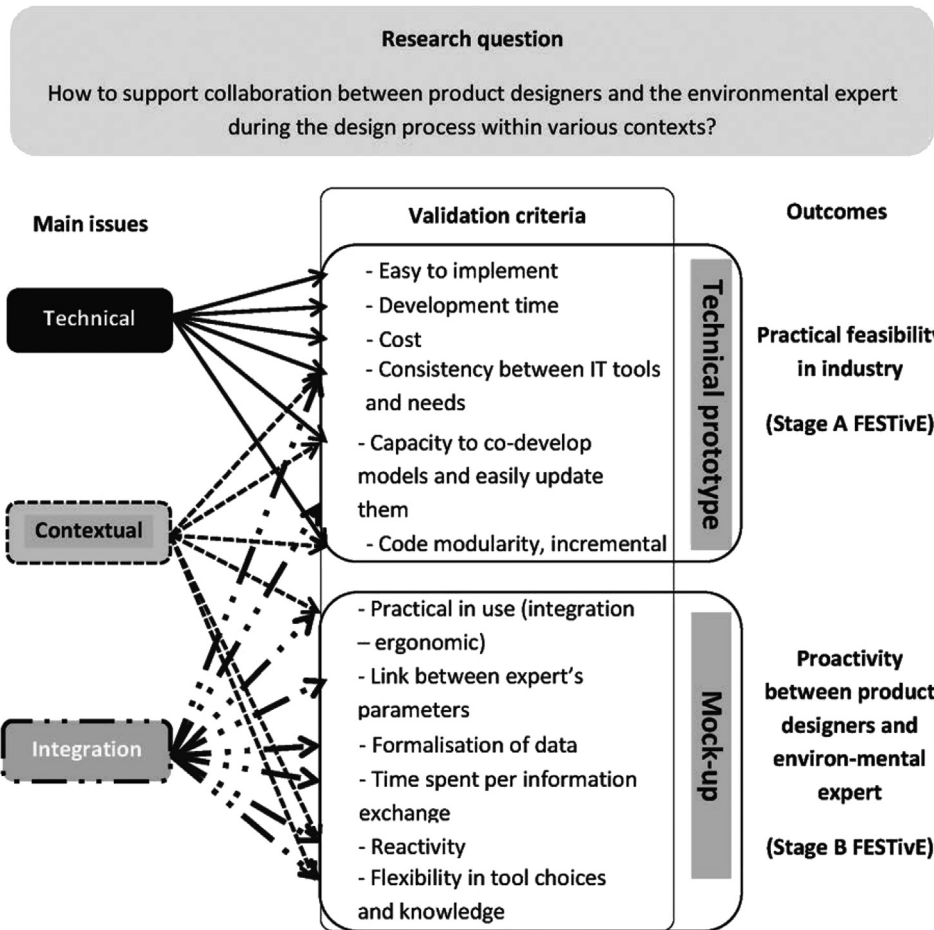 Research question
How to support collaboration between product designers and the environmental expert
during the design process within various contexts?
Main issues
Validation criteria
Outcomes
Technical
Contextual
Integration
- Easy to implement
- Development time
- Cost
- Consistency between IT tools
and needs
- Capacity to co-develop
models and easily update
them
- Code modularity, incremental
Technical prototype
Practical feasibility
in industry
(Stage A FESTivE)
- Practical in use (integration
– ergonomic)
- Link between expert's
parameters
- Formalisation of data
- Time spent per information
exchange
- Reactivity
- Flexibility in tool choices
and knowledge
Mock-up
Proactivity
between product
designers and
environ-mental
expert
(Stage B FESTivE)